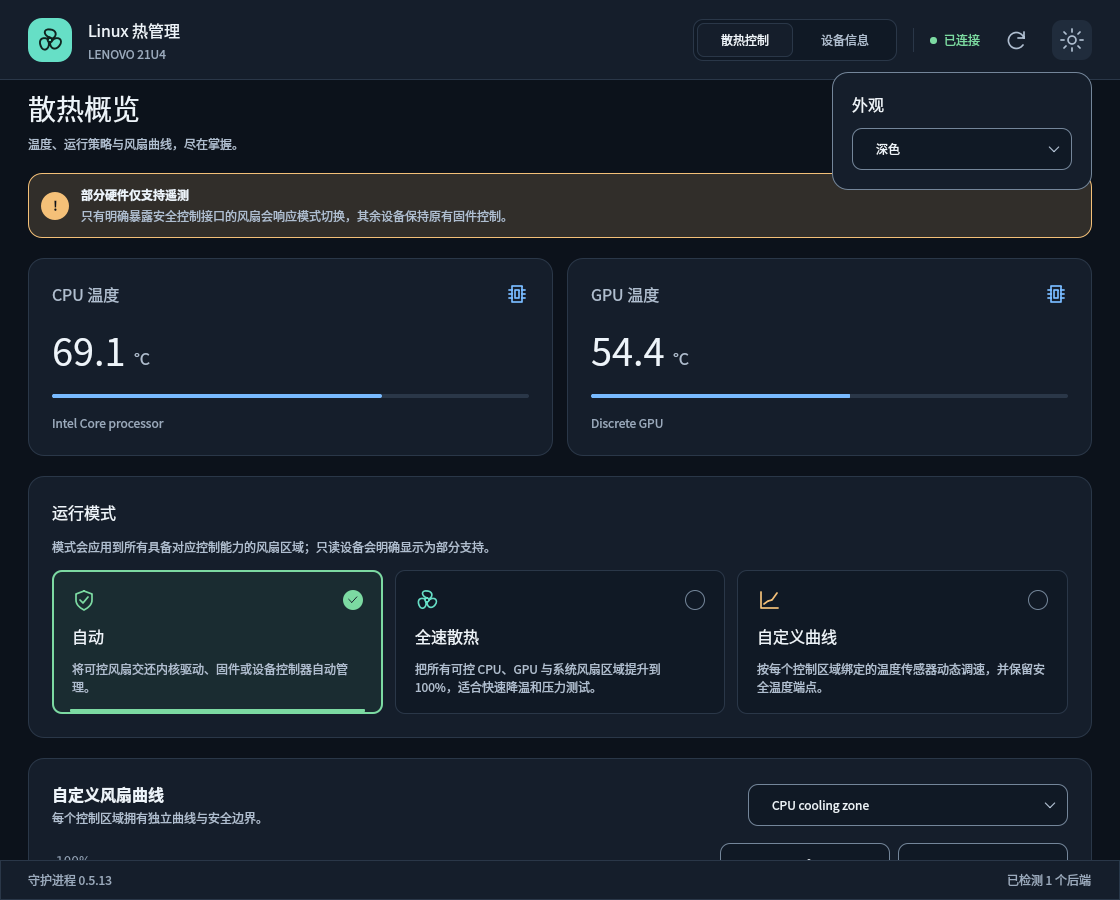 Linux 热管理
LENOVO 21U4
散热控制
设备信息
已连接
散热概览
温度、运行策略与风扇曲线，尽在掌握。
外观
深色
!
部分硬件仅支持遥测
只有明确暴露安全控制接口的风扇会响应模式切换，其余设备保持原有固件控制。
CPU 温度
69.1 °C
Intel Core processor
GPU 温度
54.4 °C
Discrete GPU
运行模式
模式会应用到所有具备对应控制能力的风扇区域；只读设备会明确显示为部分支持。
自动
将可控风扇交还内核驱动、固件或设备控制器自动管
理。
全速散热
把所有可控 CPU、GPU 与系统风扇区域提升到
100%，适合快速降温和压力测试。
自定义曲线
按每个控制区域绑定的温度传感器动态调速，并保留安
全温度端点。
自定义风扇曲线
每个控制区域拥有独立曲线与安全边界。
CPU cooling zone
100%
守护进程 0.5.13
已检测 1 个后端